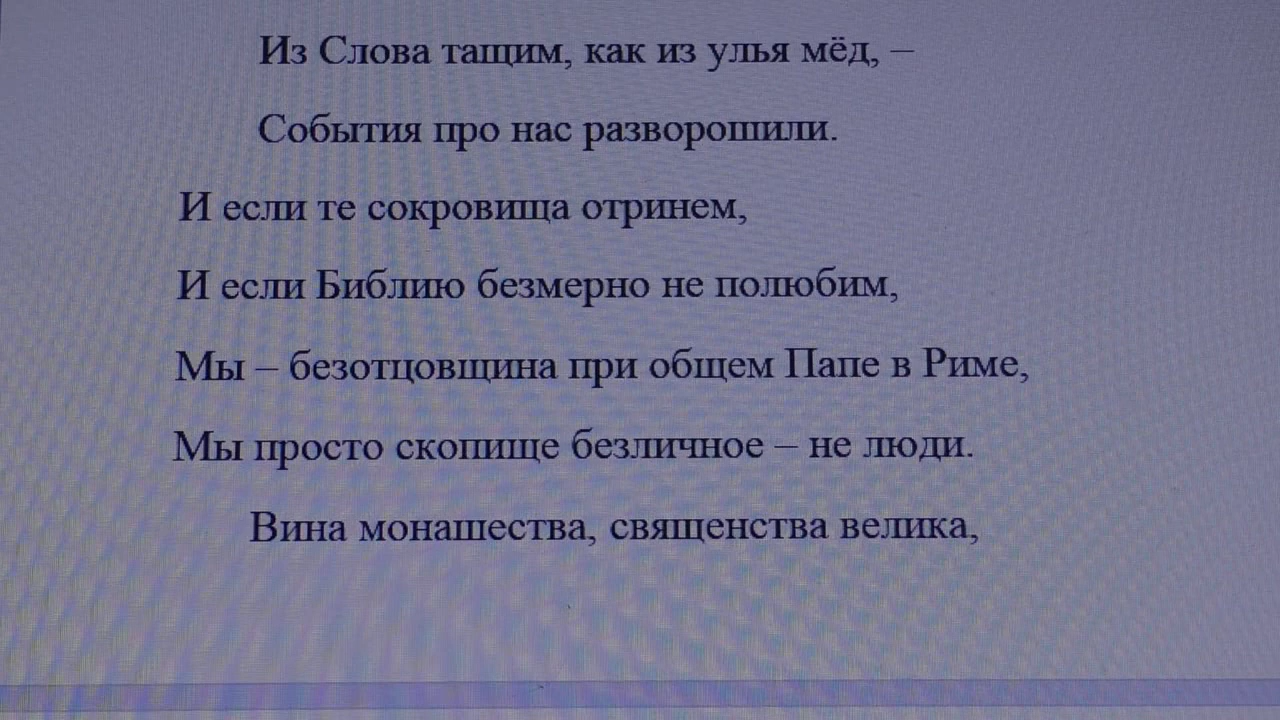 Из Слова тащим, как из улья мёд, –
События про нас разворошили.
И если те сокровища отринем,
И если Библию безмерно не полюбим,
Мы – безотцовщина при общем Папе в Риме,
Мы просто скопище безличное – не люди.
Вина монашества, священства велика,